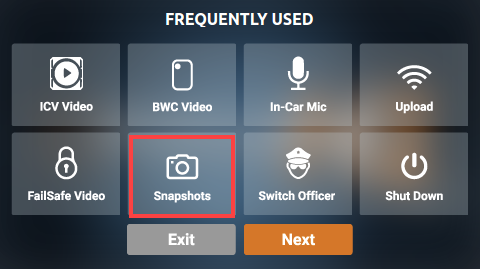 FREQUENTLY USED
ICV Video
BWC Video
In-Car Mic
Upload
FailSafe Video
Snapshots
Switch Officer
Shut Down
Exit
Next